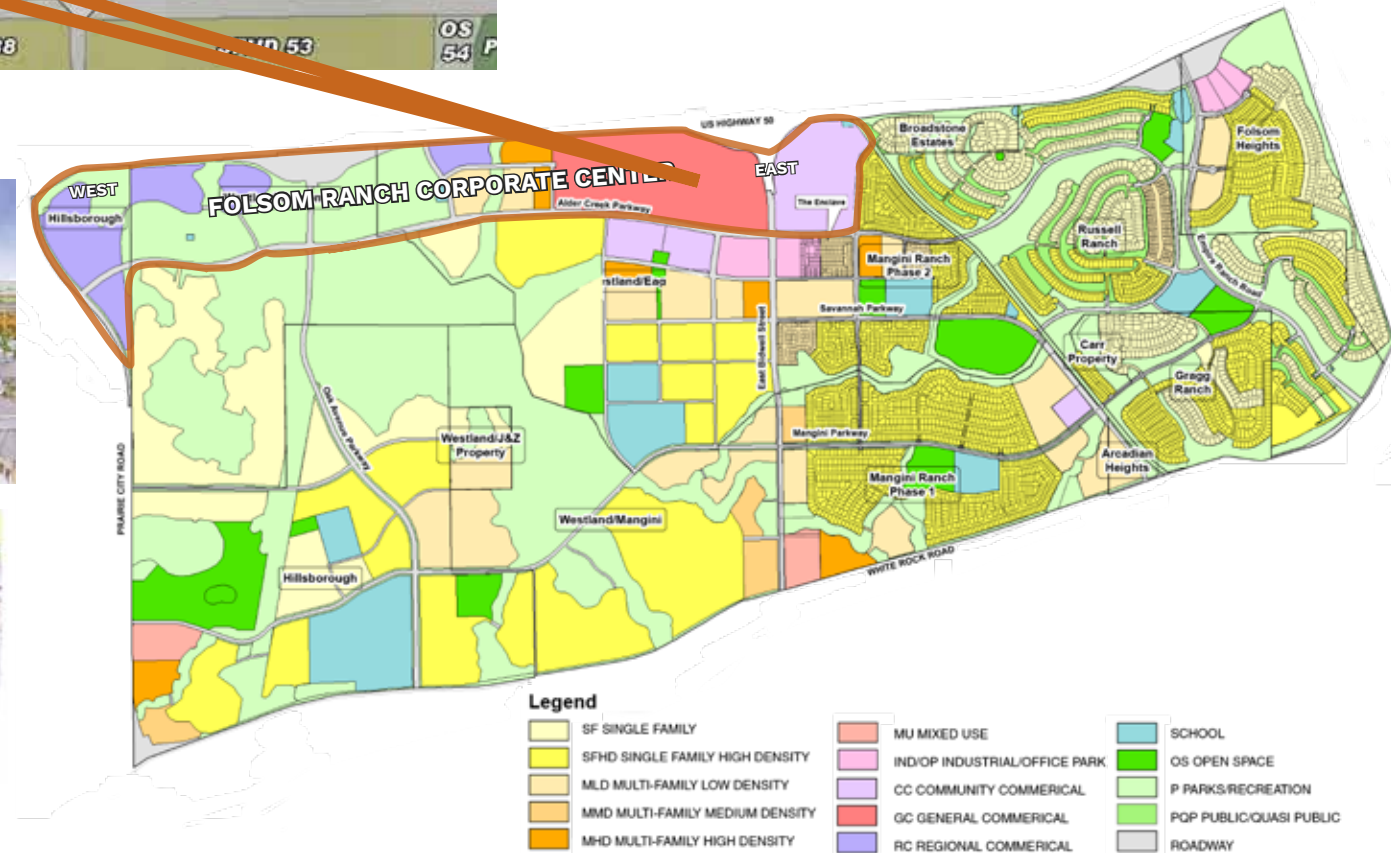 OS
54
US HIGHWAY 50
WEST
Hillsborough
FOLSOM RANCH CORPORATE CENTER
EAST
Alder Creek Parkway
The Enclave
Broadstone
Estates
Folsom
Heights
Russell
Ranch
Empire Ranch Road
Mangini Ranch
Phase 2
Savannah Parkway
East Bidwell Street
Carr
Property
Gragg
Ranch
Oak Avenue Parkway
Westland/J&Z
Property
Mangini Parkway
Arcadian
Heights
Mangini Ranch
Phase 1
PRAIRIE CITY ROAD
Westland/Mangini
Hillsborough
WHITE ROCK ROAD
Legend
SF SINGLE FAMILY
SFHD SINGLE FAMILY HIGH DENSITY
MLD MULTI-FAMILY LOW DENSITY
MMD MULTI-FAMILY MEDIUM DENSITY
MHD MULTI-FAMILY HIGH DENSITY
MU MIXED USE
IND/OP INDUSTRIAL/OFFICE PARK
CC COMMUNITY COMMERICAL
GC GENERAL COMMERICAL
RC REGIONAL COMMERICAL
SCHOOL
OS OPEN SPACE
P PARKS/RECREATION
PQP PUBLIC/QUASI PUBLIC
ROADWAY